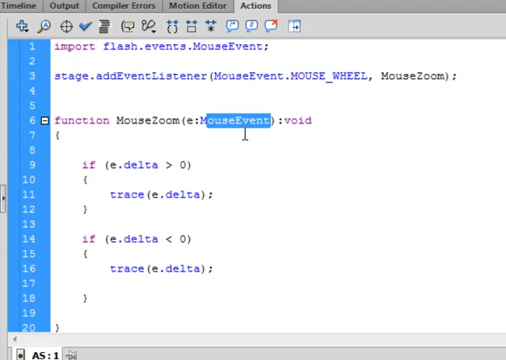 Timeline Output Compiler Errors Motion Editor Actions
1 import flash.events.MouseEvent;
2
3 stage.addEventListener(MouseEvent.MOUSE_WHEEL, MouseZoom);
4
5
6 function MouseZoom(e:MouseEvent):void
7 {
8
9 if (e.delta > 0)
10 {
11 trace(e.delta);
12 }
13
14 if (e.delta < 0)
15 {
16 trace(e.delta);
17
18 }
19
20 }
AS:1